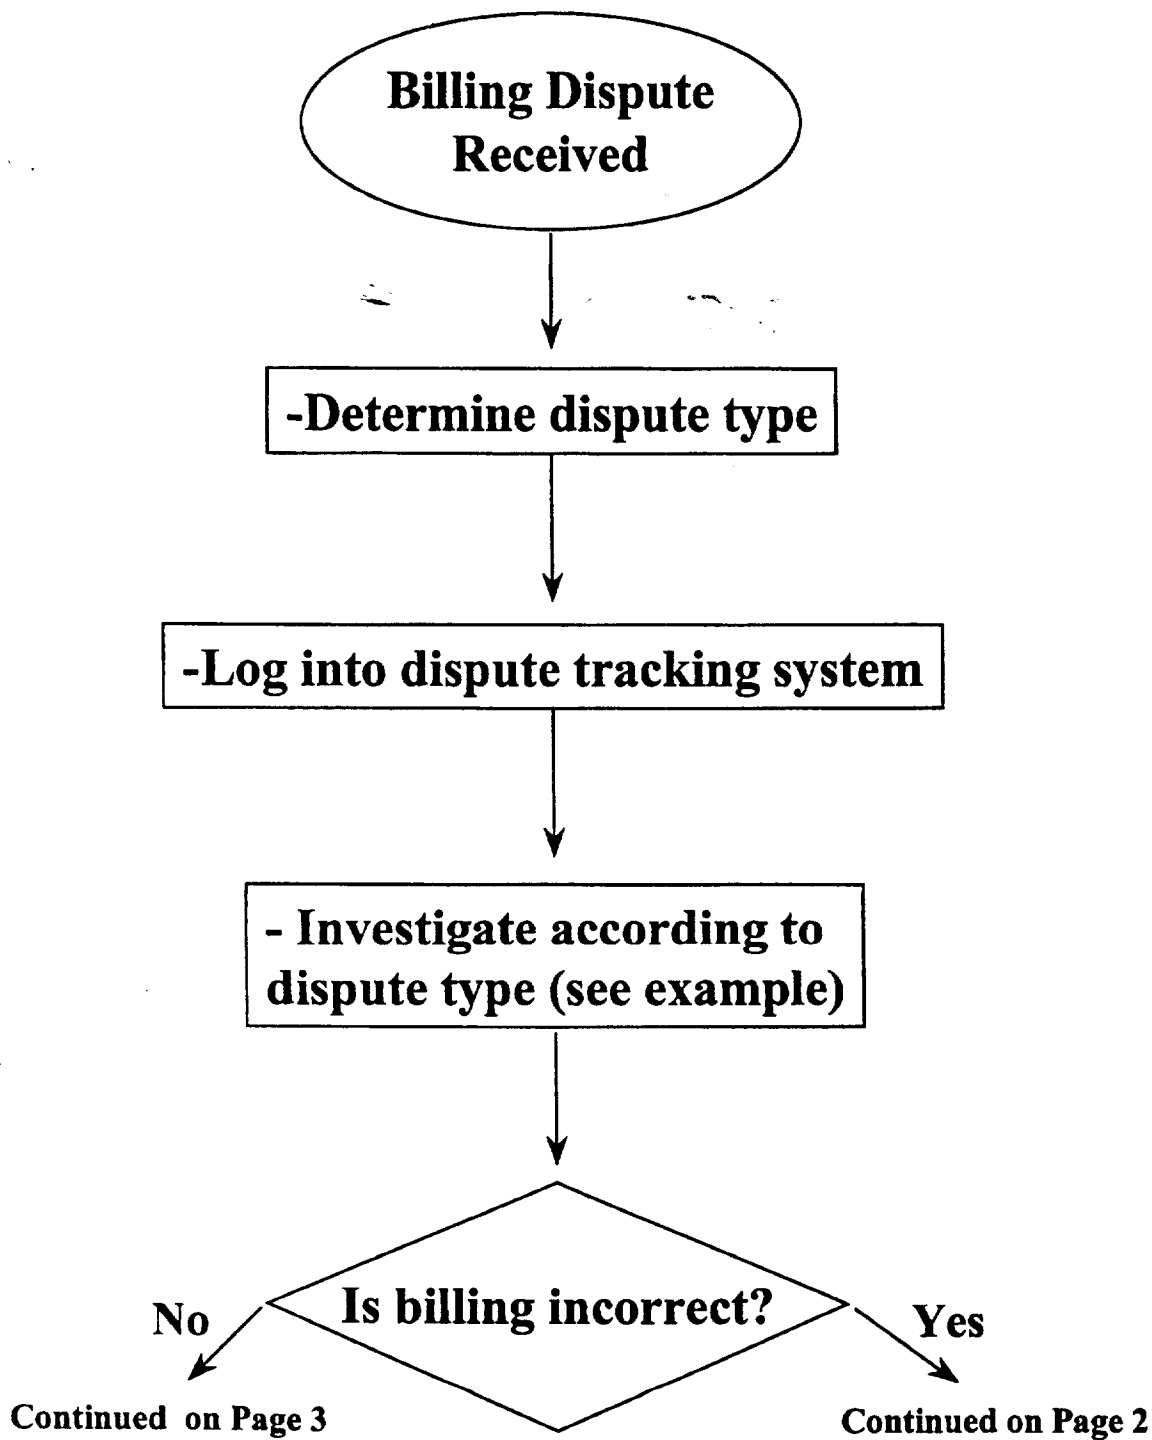 Billing Dispute
Received
-Determine dispute type
-Log into dispute tracking system
- Investigate according to
dispute type (see example)
Is billing incorrect?
No
Yes
Continued on Page 3
Continued on Page 2